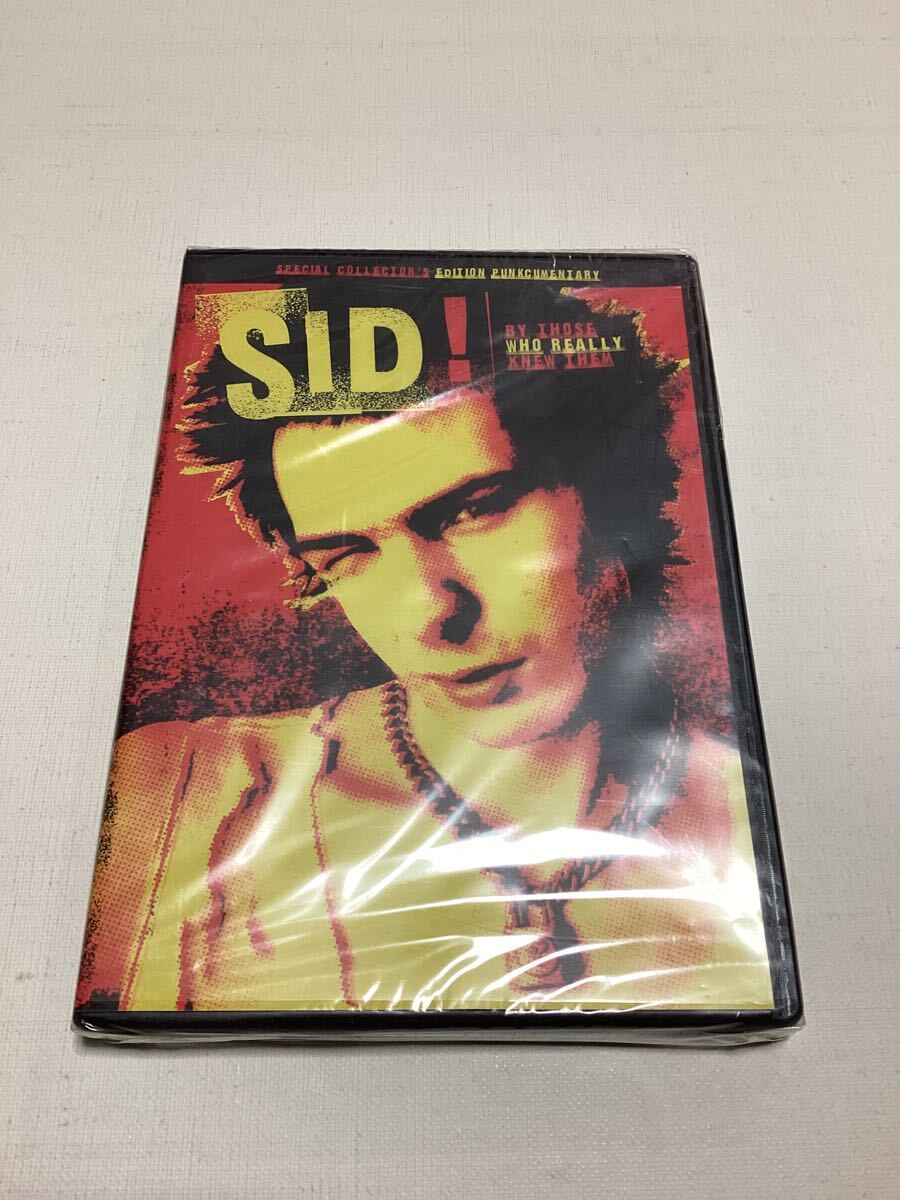 SPECIAL COLLECTOR'S EDITION PUNKCUMENTARY
SID!
BY THOSE
WHO REALLY
KNEW THEM